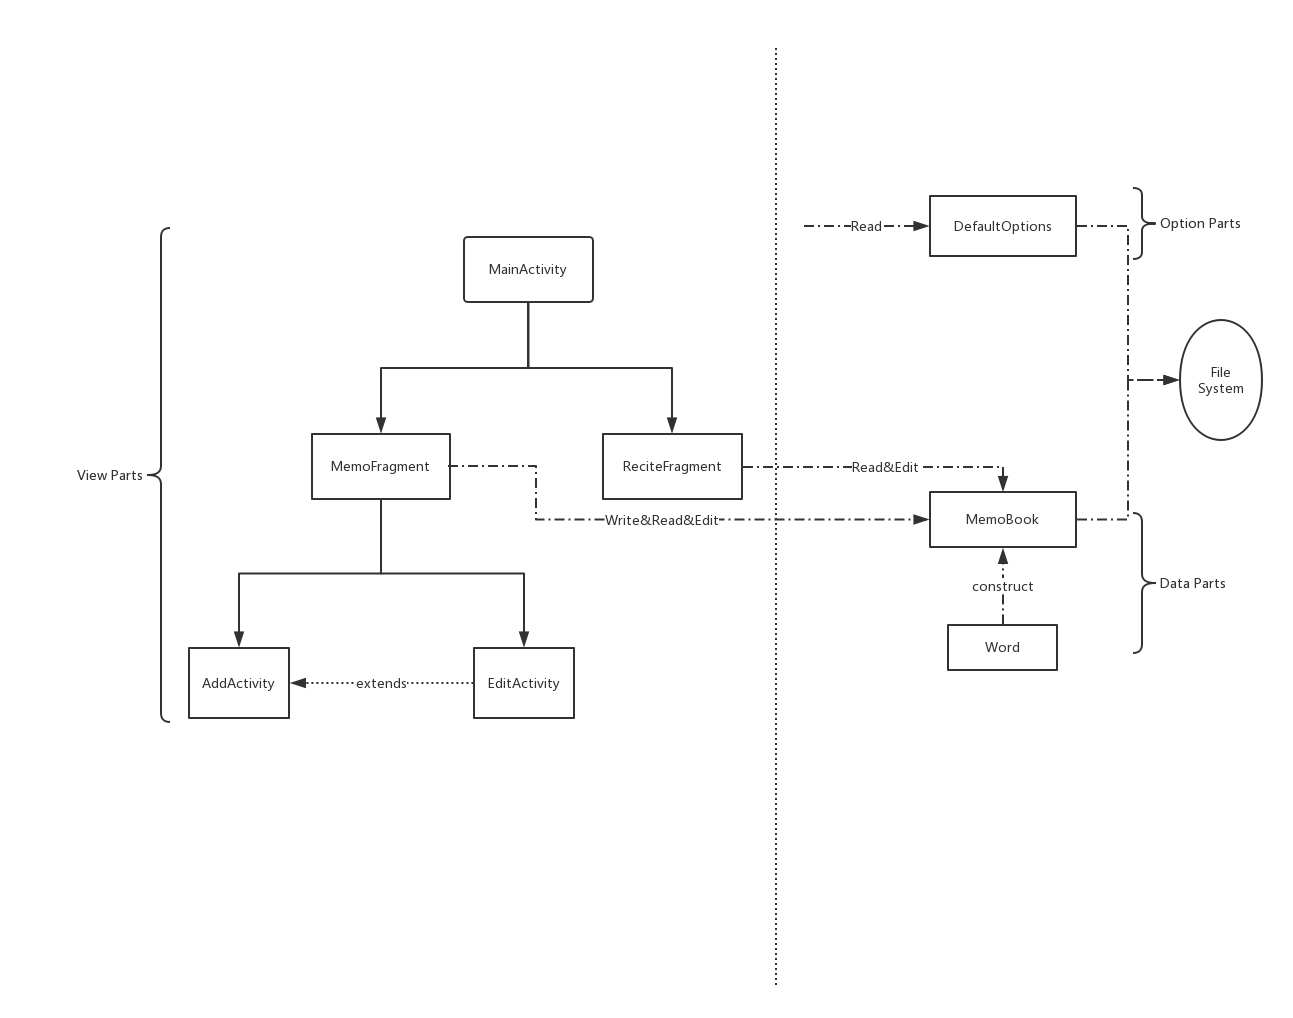 Option Parts
Read
DefaultOptions
MainActivity
File
System
MemoFragment
ReciteFragment
Read&Edit
View Parts
Write&Read&Edit
MemoBook
construct
Data Parts
Word
AddActivity
extends
EditActivity